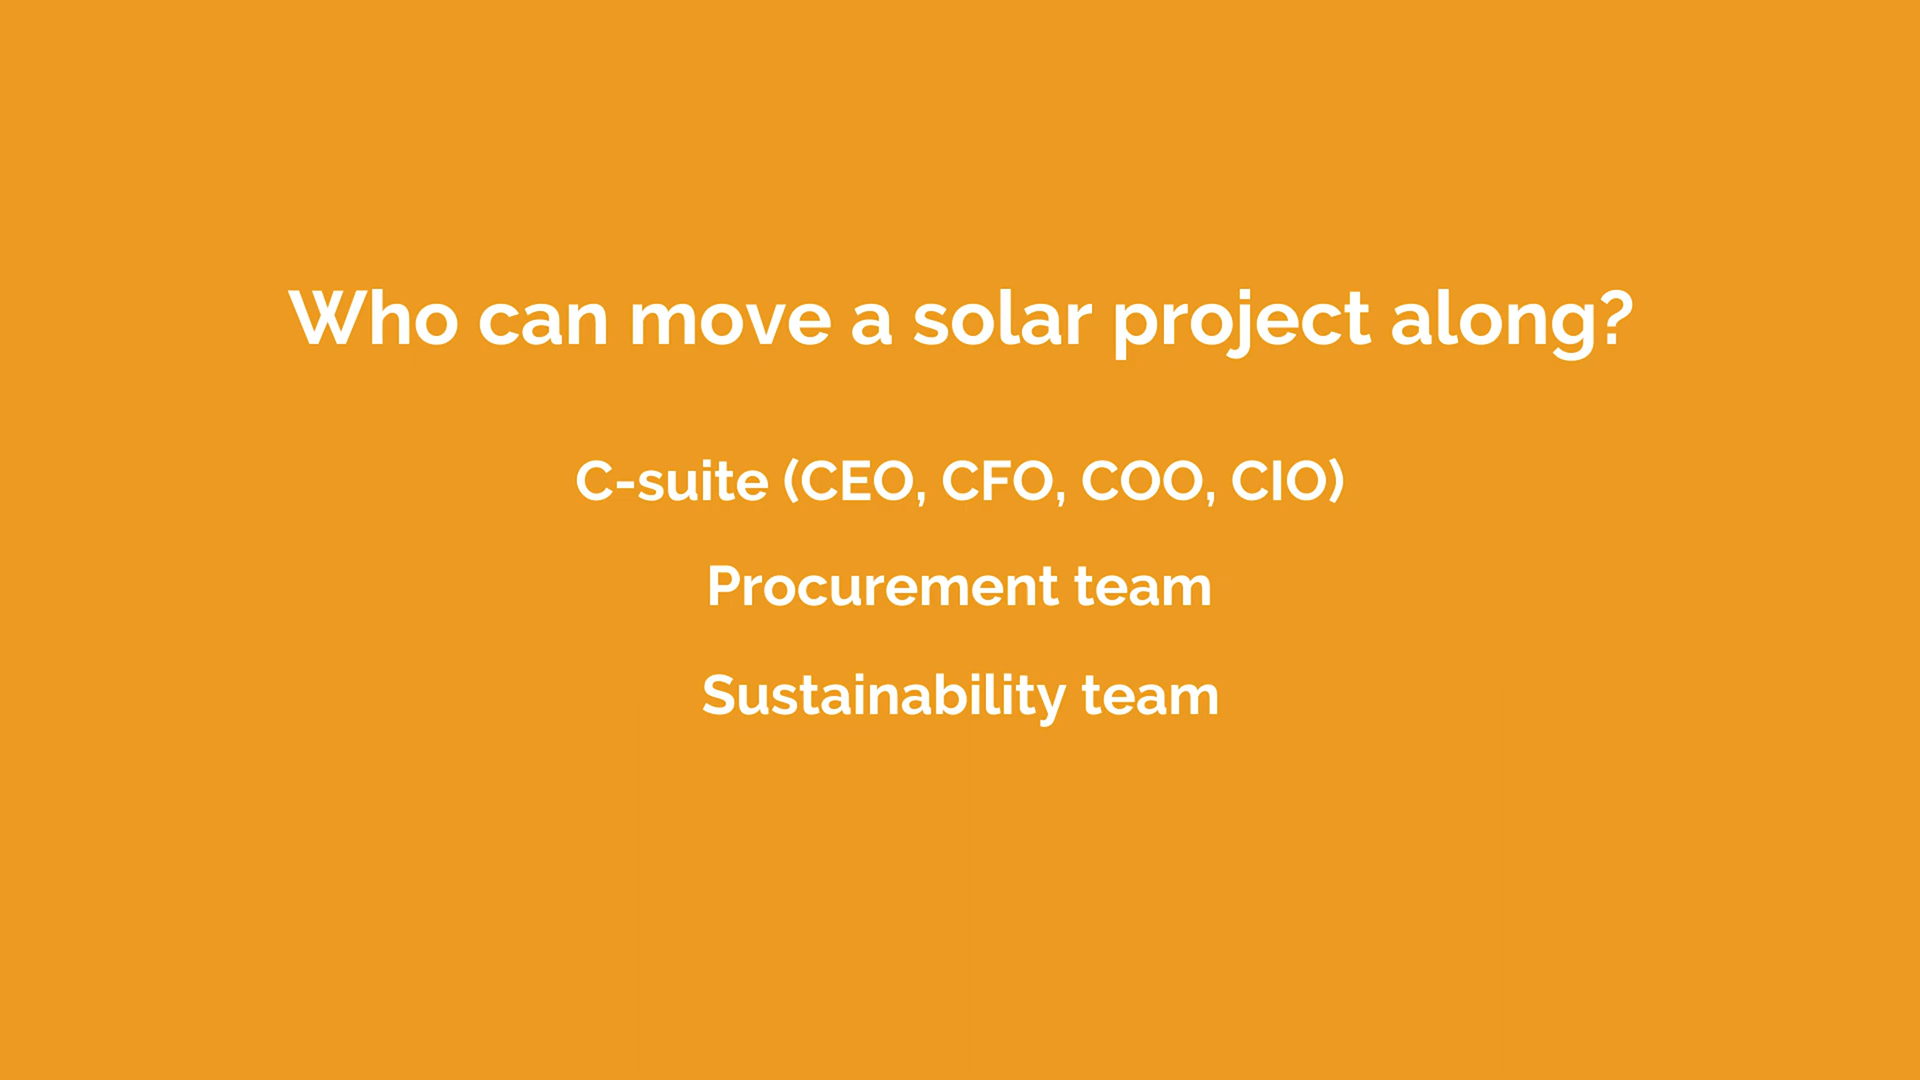 Who can move a solar project along?
C-suite (CEO, CFO, COO, CIO)
Procurement team
Sustainability team